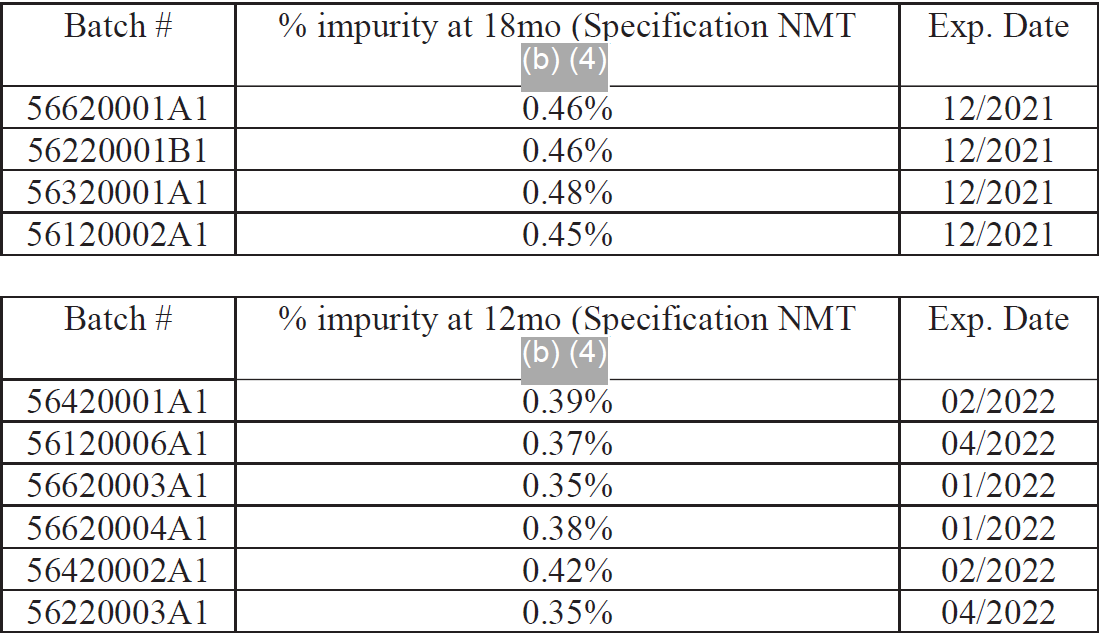 Batch # % impurity at 18mo (Specification NMT Exp. Date
(b) (4)
56620001A1 0.46% 12/2021
56220001B1 0.46% 12/2021
56320001A1 0.48% 12/2021
56120002A1 0.45% 12/2021
Batch # % impurity at 12mo (Specification NMT Exp. Date
(b) (4)
56420001A1 0.39% 02/2022
56120006A1 0.37% 04/2022
56620003A1 0.35% 01/2022
56620004A1 0.38% 01/2022
56420002A1 0.42% 02/2022
56220003A1 0.35% 04/2022